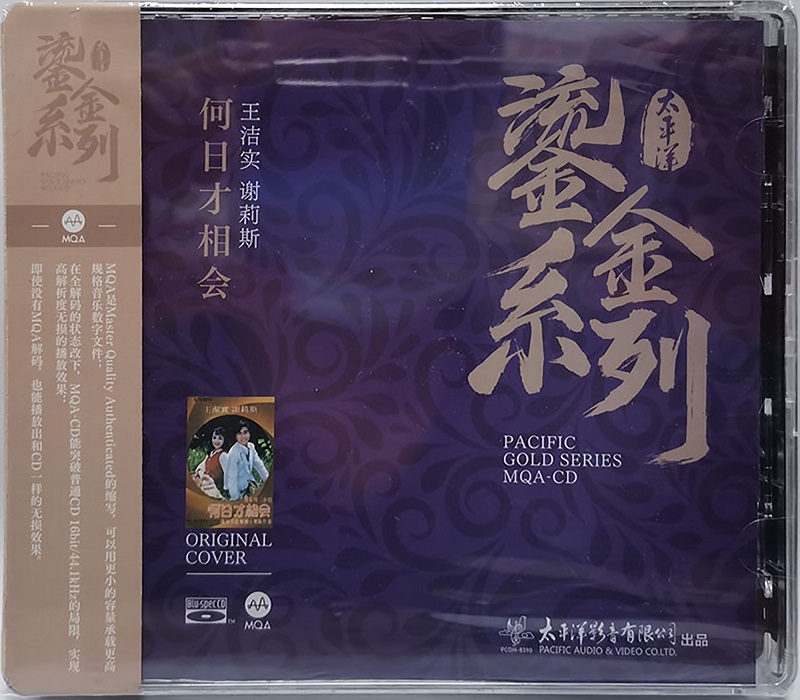 鎏金系列
太平洋
PACIFIC
GOLD SERIES
MQA-CD
MQA
MQA是Master Quality Authenticated的缩写，可以用更小的容量承载更高
规格音乐数字文件；
在全解码的状态改下，MQA-CD能突破普通CD 16bit/44.1kHz的局限，实现
高解析度无损的播放效果；
即使没有MQA解码，也能播放出和CD一样的无损效果。
王洁实 谢莉斯
何日才相会
王潔實 謝莉斯
何日才相会
ORIGINAL
COVER
Blu-specCD
TM
MQA
太平洋
鎏金系列
PACIFIC
GOLD SERIES
MQA-CD
PCDH-8390
太平洋影音有限公司出品
PACIFIC AUDIO & VIDEO CO.LTD.